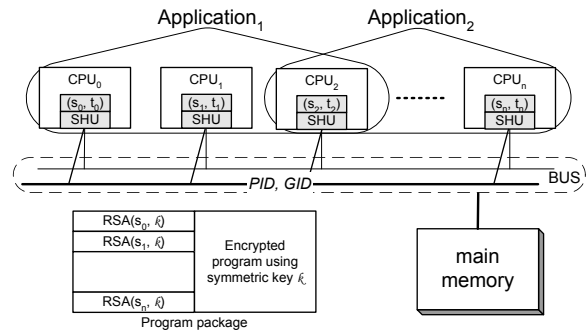 Application₁
Application₂
CPU₀
CPU₁
CPU₂
CPUₙ
(s₀, t₀)
(s₁, t₁)
(s₂, t₂)
(sₙ, tₙ)
SHU
SHU
SHU
SHU
BUS
PID, GID
RSA(s₀, k)
RSA(s₁, k)
RSA(sₙ, k)
Encrypted
program using
symmetric key k
Program package
main
memory